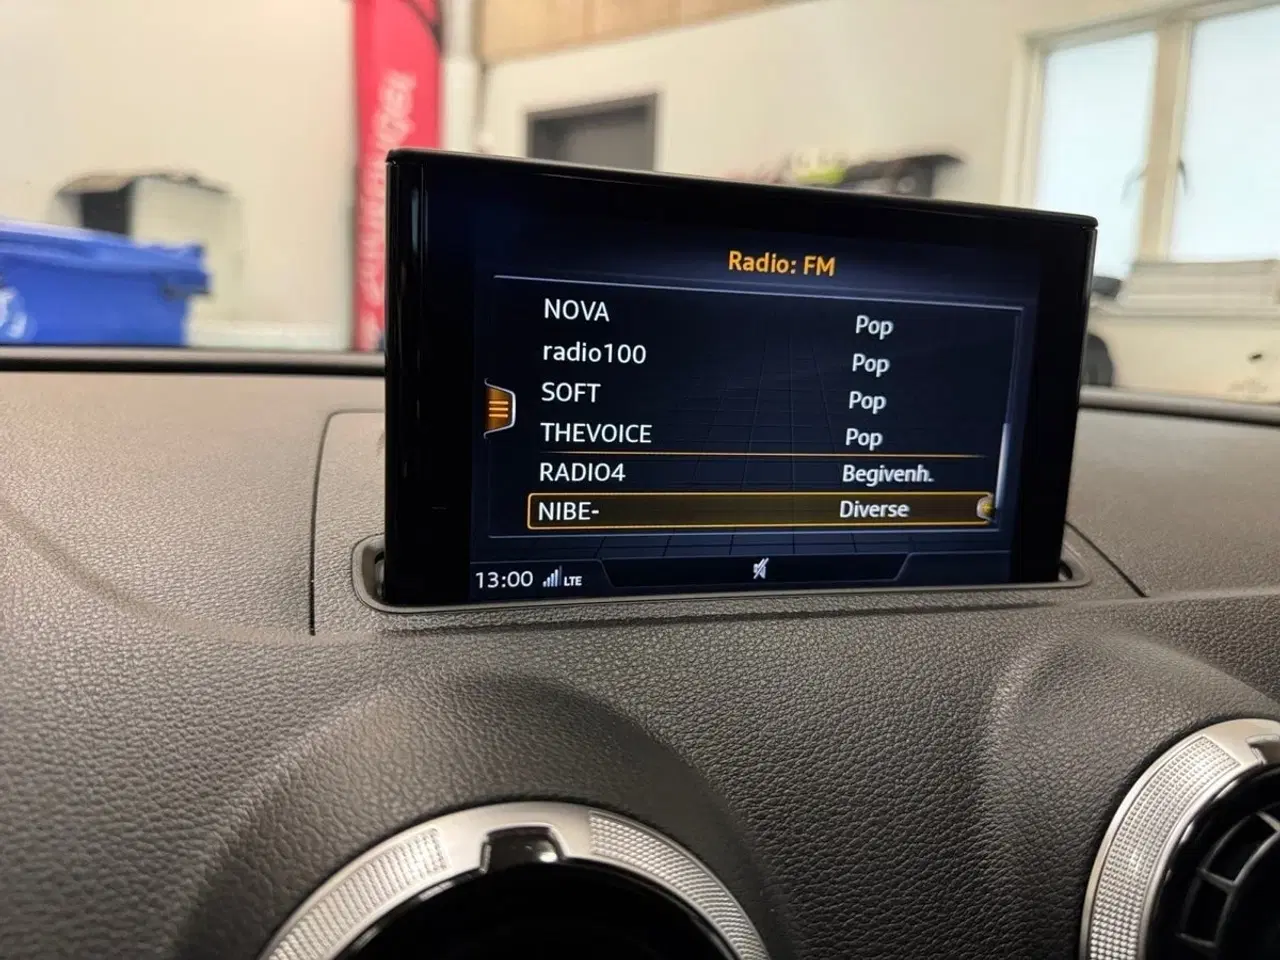 Radio: FM
NOVA Pop
radio100 Pop
SOFT Pop
THEVOICE Pop
RADIO4 Begivenh.
NIBE- Diverse
13:00 LTE